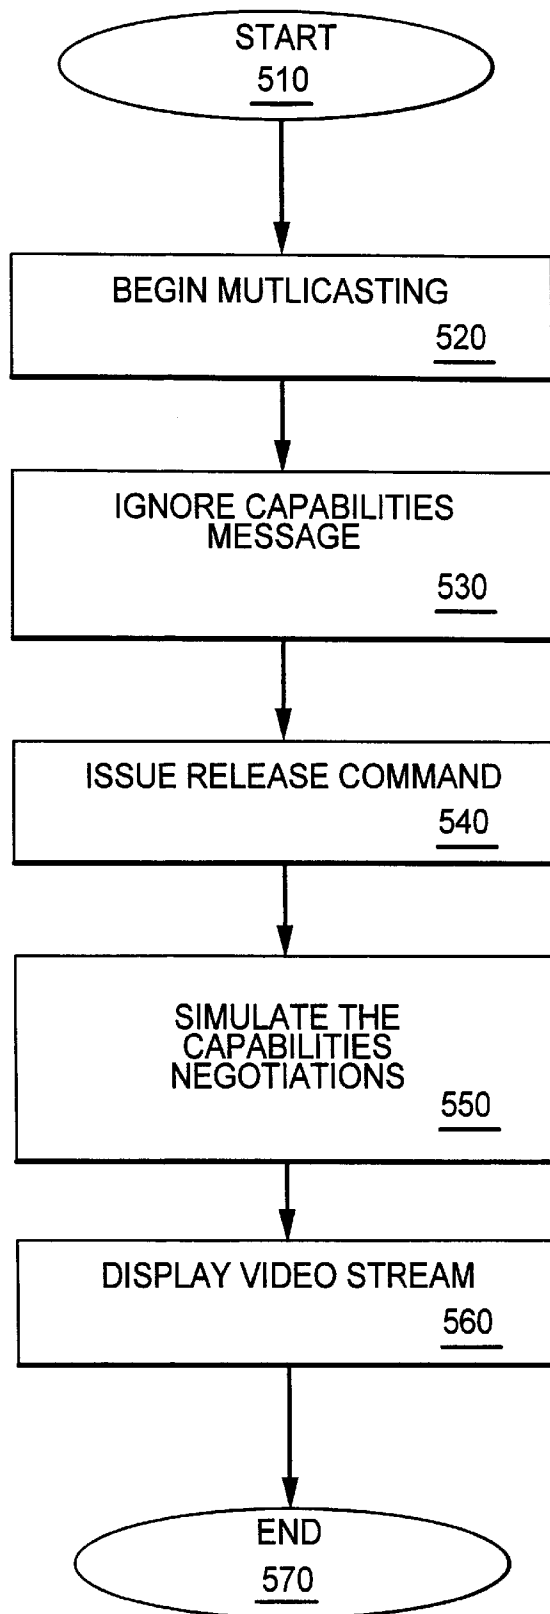 START
510
BEGIN MUTLICASTING
520
IGNORE CAPABILITIES
MESSAGE
530
ISSUE RELEASE COMMAND
540
SIMULATE THE
CAPABILITIES
NEGOTIATIONS
550
DISPLAY VIDEO STREAM
560
END
570